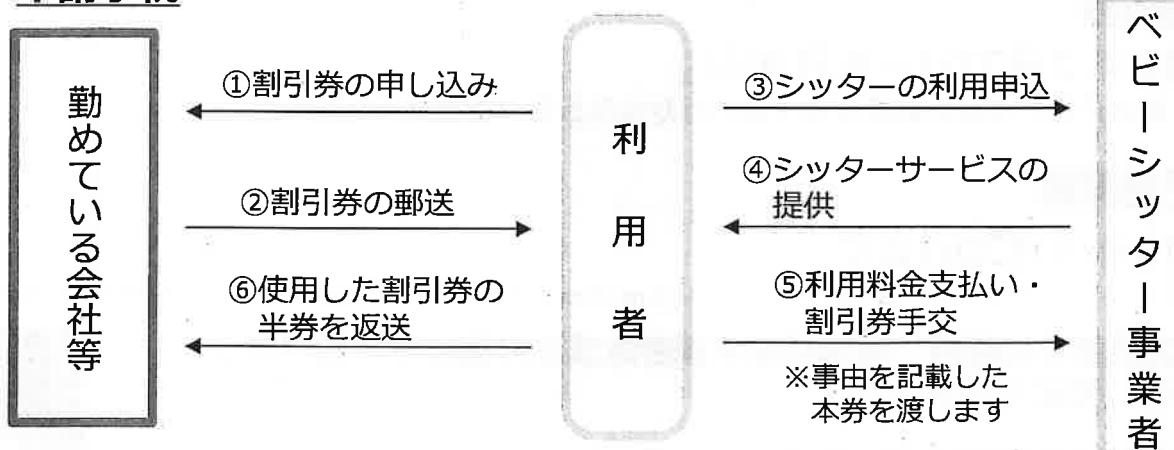 勤めている会社等
①割引券の申し込み
②割引券の郵送
⑥使用した割引券の
半券を返送
利用者
③シッターの利用申込
④シッターサービスの
提供
⑤利用料金支払い・
割引券手交
※事由を記載した
本券を渡します
ベビーシッター事業者